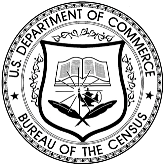 U.S. DEPARTMENT OF COMMERCE
BUREAU OF THE CENSUS